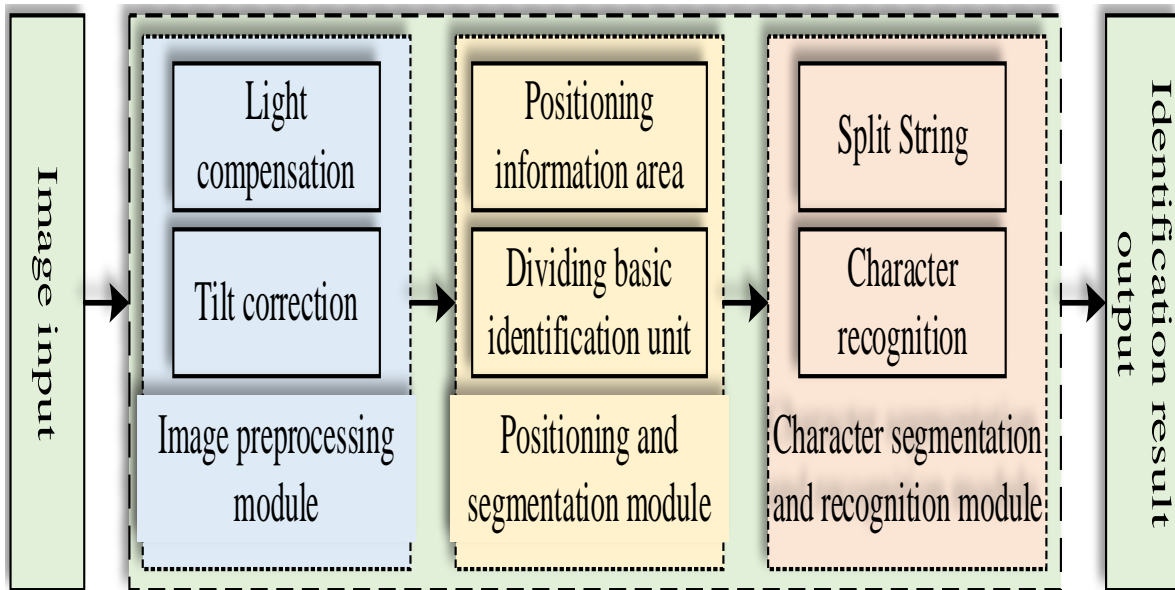 Image input
Light
compensation
Tilt correction
Image preprocessing
module
Positioning
information area
Dividing basic
identification unit
Positioning and
segmentation module
Split String
Character
recognition
Character segmentation
and recognition module
Identification result
output